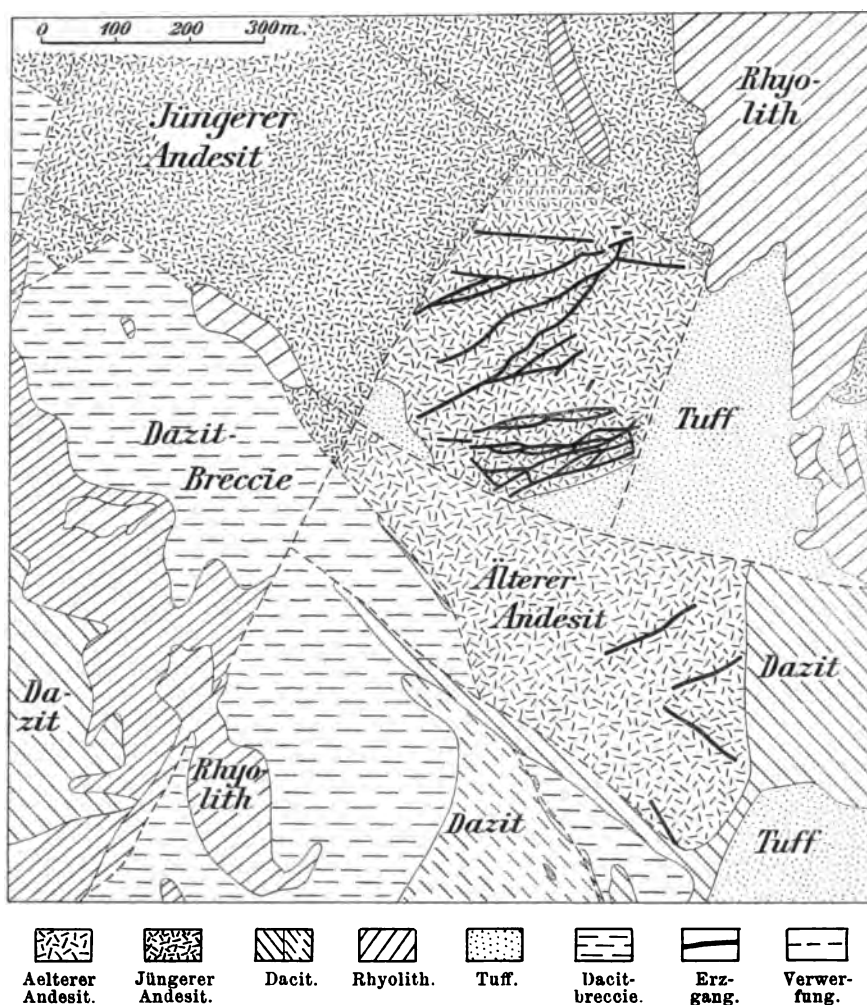 0 100 200 300 m.
Jüngerer
Andesit
Rhyo-
lith
Tuff
Dazit-
Breccie
Älterer
Andesit
Dazit
Da-
zit
Rhyo-
lith
Dazit
Tuff
Aelterer
Andesit.
Jüngerer
Andesit.
Dacit.
Rhyolith.
Tuff.
Dacit-
breccie.
Erz-
gang.
Verwer-
fung.